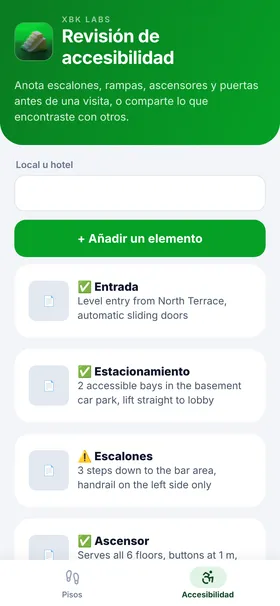 XBK LABS
Revisión de
accesibilidad
Anota escalones, rampas, ascensores y puertas
antes de una visita, o comparte lo que
encontraste con otros.
Local u hotel
+ Añadir un elemento
✅ Entrada
Level entry from North Terrace,
automatic sliding doors
✅ Estacionamiento
2 accessible bays in the basement
car park, lift straight to lobby
⚠️ Escalones
3 steps down to the bar area,
handrail on the left side only
✅ Ascensor
Serves all 6 floors, buttons at 1 m,
Pisos
Accesibilidad